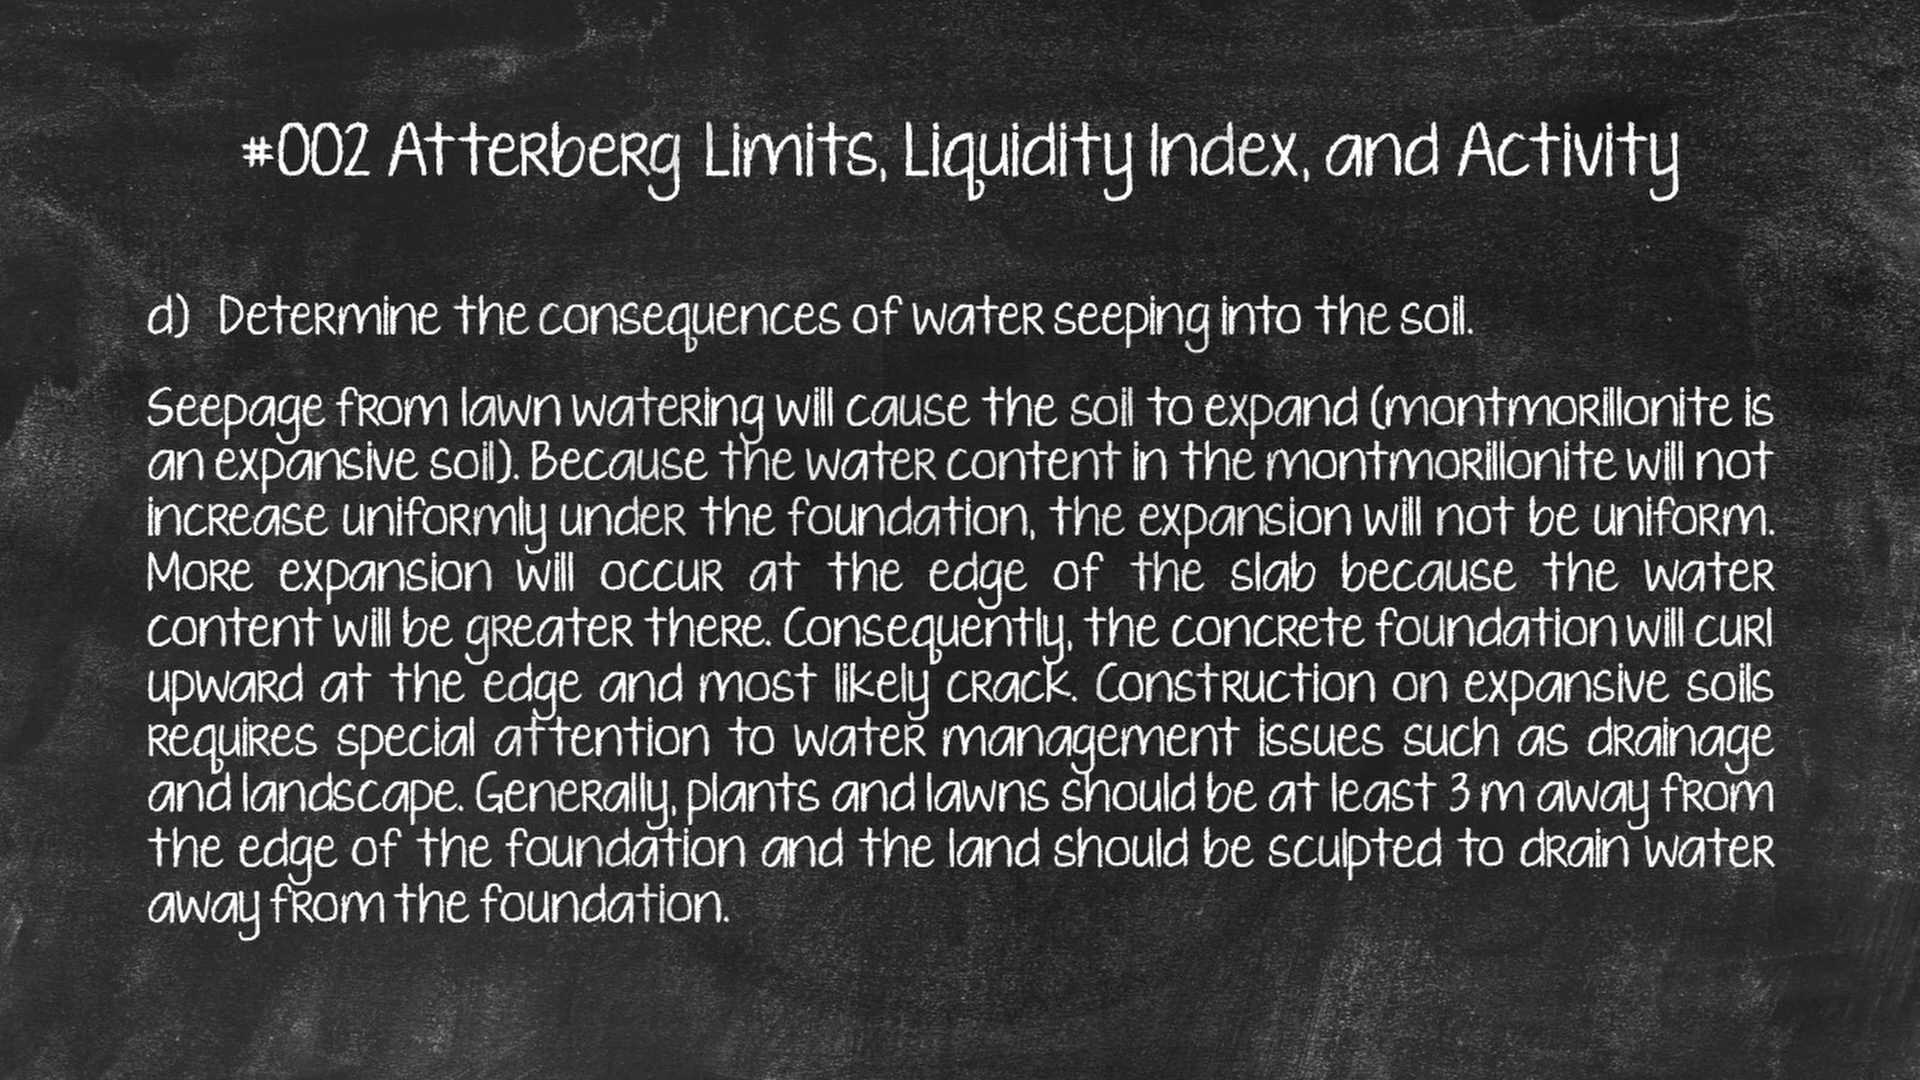 #002 Atterberg Limits, Liquidity Index, and Activity
d) Determine the consequences of water seeping into the soil.
Seepage from lawn watering will cause the soil to expand (montmorillonite is
an expansive soil). Because the water content in the montmorillonite will not
increase uniformly under the foundation, the expansion will not be uniform.
More expansion will occur at the edge of the slab because the water
content will be greater there. Consequently, the concrete foundation will curl
upward at the edge and most likely crack. Construction on expansive soils
requires special attention to water management issues such as drainage
and landscape. Generally, plants and lawns should be at least 3 m away from
the edge of the foundation and the land should be sculpted to drain water
away from the foundation.